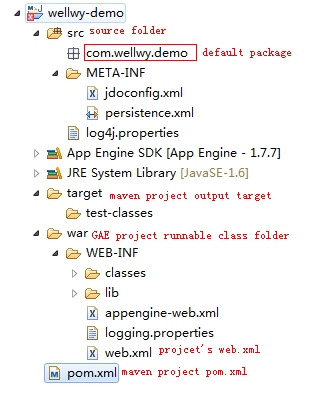 wellwy-demo
src source folder
com.wellwy.demo default package
META-INF
jdoconfig.xml
persistence.xml
log4j.properties
App Engine SDK [App Engine - 1.7.7]
JRE System Library [JavaSE-1.6]
target maven project output target
test-classes
war GAE project runnable class folder
WEB-INF
classes
lib
appengine-web.xml
logging.properties
web.xml projcet's web.xml
pom.xml maven project pom.xml